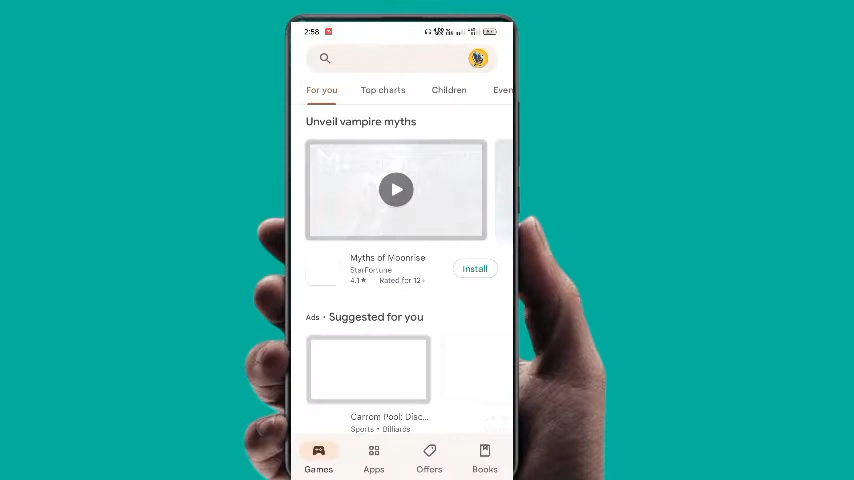 2:58
For you Top charts Children Even
Unveil vampire myths
Myths of Moonrise
StarFortune
4.1★ Rated for 12+
Install
Ads • Suggested for you
Carrom Pool: Disc...
Sports • Billiards
Games Apps Offers Books